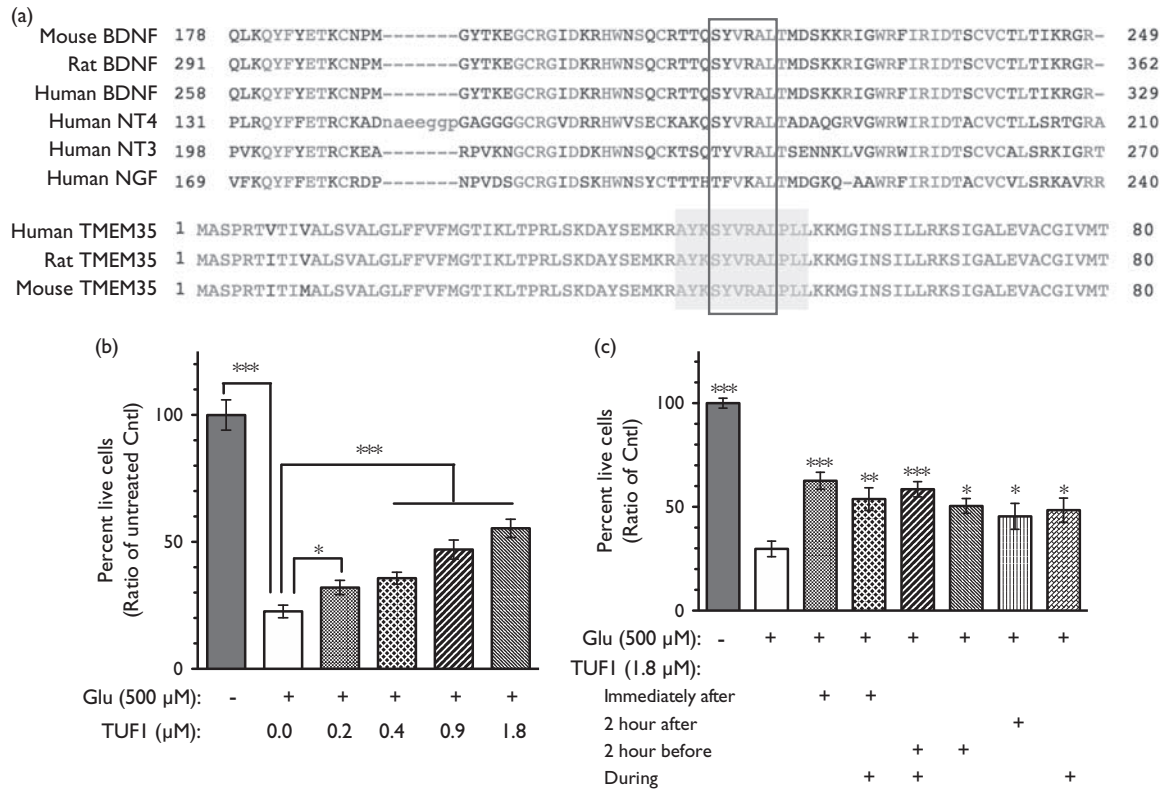 (a)
Mouse BDNF 178 QLKQYFYETKCNPM-------GYTKEGCRGIDKRHWNSQCRTTQSYVRALTMDSKKRIGWRFIRIDTSCVCTLTIKRGR- 249
Rat BDNF 291 QLKQYFYETKCNPM-------GYTKEGCRGIDKRHWNSQCRTTQSYVRALTMDSKKRIGWRFIRIDTSCVCTLTIKRGR- 362
Human BDNF 258 QLKQYFYETKCNPM-------GYTKEGCRGIDKRHWNSQCRTTQSYVRALTMDSKKRIGWRFIRIDTSCVCTLTIKRGR- 329
Human NT4 131 PLRQYFFETRCKADnaeeggpGAGGGGCRGVDRRHWVSECKAKQSYVRALTADAQGRVGWRWIRIDTACVCTLLSRTGRA 210
Human NT3 198 PVKQYFYETRCKEA-------RPVKNGCRGIDDKHWNSQCKTSQTYVRALTSENNKLVGWRWIRIDTSCVCALSRKIGRT 270
Human NGF 169 VFKQYFFETKCRDP-------NPVDSGCRGIDSKHWNSYCTTTHTFVKALTMDGKQ-AAWRFIRIDTACVCVLSRKAVRR 240
Human TMEM35 1 MASPRTVTIVALSVALGLFFVFMGTIKLTPRLSKDAYSEMKRAYKSYVRALPLLKKMGINSILLRKSIGALEVACGIVMT 80
Rat TMEM35 1 MASPRTITIVALSVALGLFFVFMGTIKLTPRLSKDAYSEMKRAYKSYVRALPLLKKMGINSILLRKSIGALEVACGIVMT 80
Mouse TMEM35 1 MASPRTITIMALSVALGLFFVFMGTIKLTPRLSKDAYSEMKRAYKSYVRALPLLKKMGINSILLRKSIGALEVACGIVMT 80
(b)
Percent live cells
(Ratio of untreated Cntl)
100
50
0
***
***
*
Glu (500 µM): - + + + + +
TUF1 (µM): 0.0 0.2 0.4 0.9 1.8
(c)
Percent live cells
(Ratio of Cntl)
100
50
0
*** *** ** *** * * *
Glu (500 µM): - + + + + + + +
TUF1 (1.8 µM):
Immediately after + +
2 hour after +
2 hour before + +
During + + +